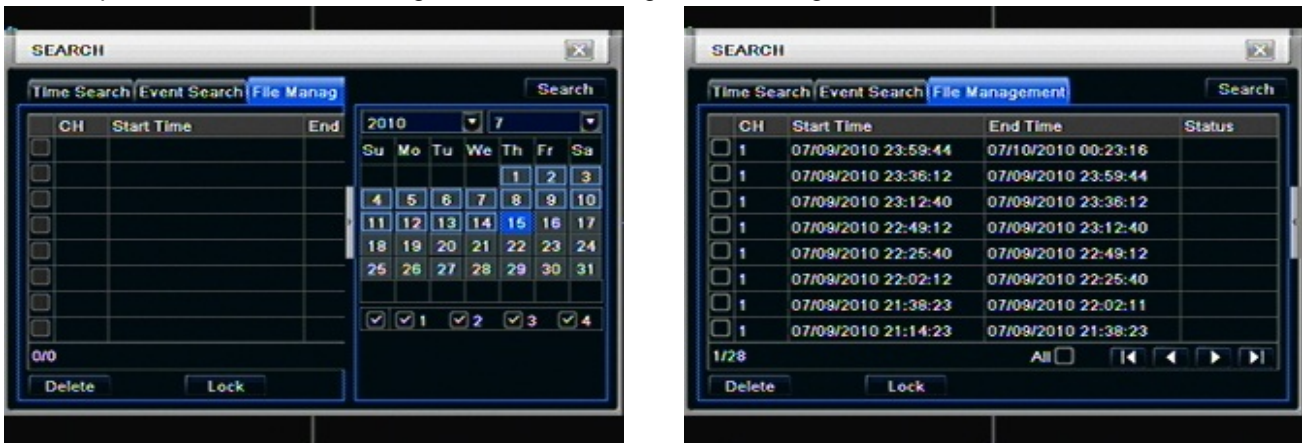 SEARCH
Time Search Event Search File Manag
Search
CH Start Time End
2010 7
Su Mo Tu We Th Fr Sa
1 2 3
4 5 6 7 8 9 10
11 12 13 14 15 16 17
18 19 20 21 22 23 24
25 26 27 28 29 30 31
1 2 3 4
0/0
Delete Lock
SEARCH
Time Search Event Search File Management
Search
CH Start Time End Time Status
1 07/09/2010 23:59:44 07/10/2010 00:23:16
1 07/09/2010 23:36:12 07/09/2010 23:59:44
1 07/09/2010 23:12:40 07/09/2010 23:36:12
1 07/09/2010 22:49:12 07/09/2010 23:12:40
1 07/09/2010 22:25:40 07/09/2010 22:49:12
1 07/09/2010 22:02:12 07/09/2010 22:25:40
1 07/09/2010 21:38:23 07/09/2010 22:02:11
1 07/09/2010 21:14:23 07/09/2010 21:38:23
1/28 All
Delete Lock